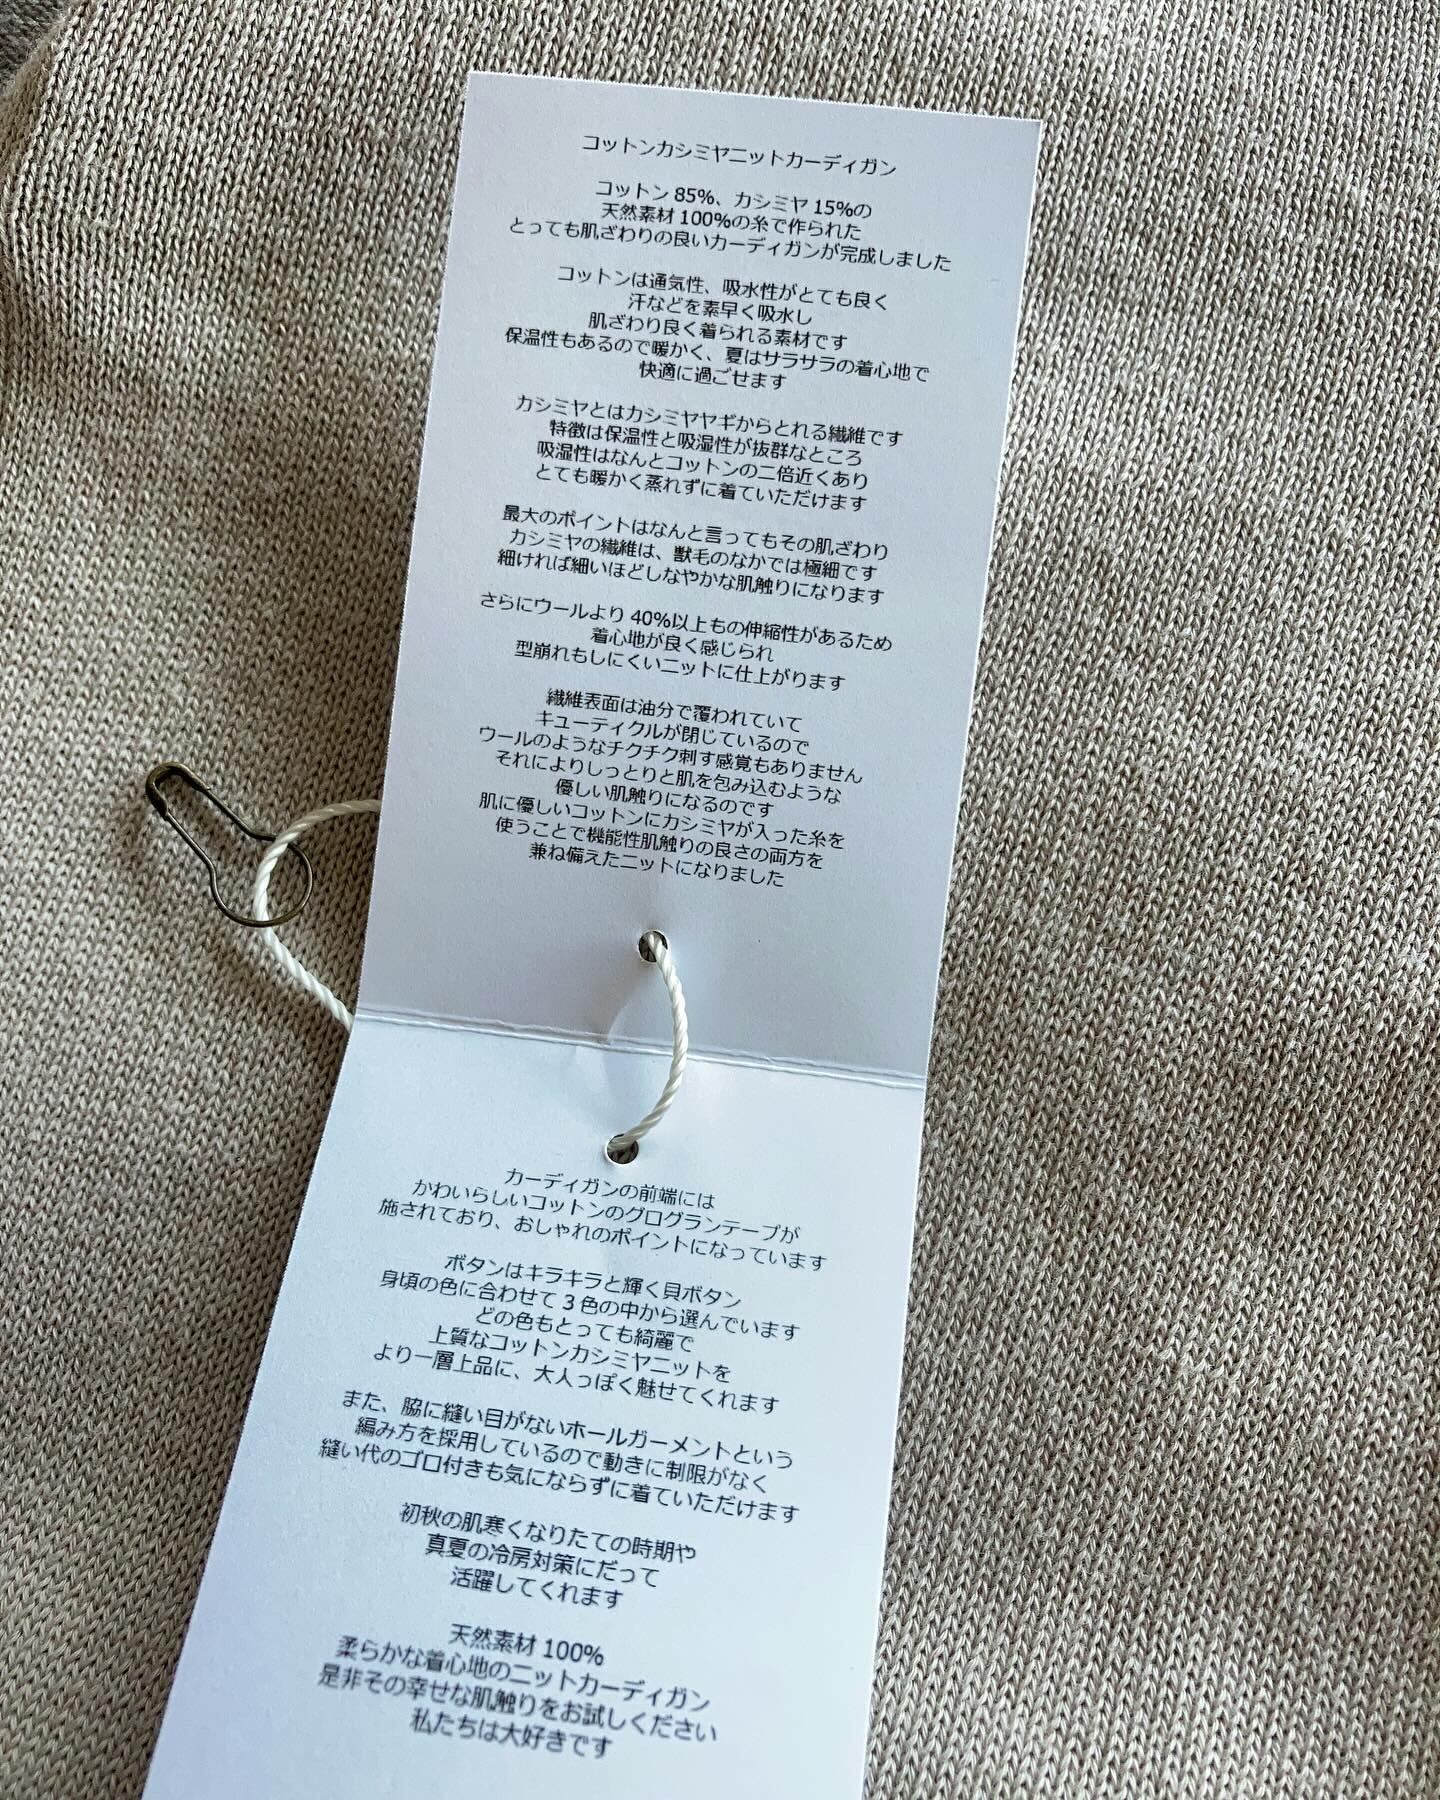 コットンカシミヤニットカーディガン
コットン 85%、カシミヤ 15%の
天然素材 100%の糸で作られた
とっても肌ざわりの良いカーディガンが完成しました
コットンは通気性、吸水性がとても良く
汗などを素早く吸水し
肌ざわり良く着られる素材です
保温性もあるので暖かく、夏はサラサラの着心地で
快適に過ごせます
カシミヤとはカシミヤヤギからとれる繊維です
特徴は保温性と吸湿性が抜群なところ
吸湿性はなんとコットンの二倍近くあり
とても暖かく蒸れずに着ていただけます
最大のポイントはなんと言ってもその肌ざわり
カシミヤの繊維は、獣毛のなかでは極細です
細ければ細いほどしなやかな肌触りになります
さらにウールより 40%以上もの伸縮性があるため
着心地が良く感じられ
型崩れもしにくいニットに仕上がります
繊維表面は油分で覆われていて
キューティクルが閉じているので
ウールのようなチクチク刺す感覚もありません
それによりしっとりと肌を包み込むような
優しい肌触りになるのです
肌に優しいコットンにカシミヤが入った糸を
使うことで機能性肌触りの良さの両方を
兼ね備えたニットになりました
カーディガンの前端には
かわいらしいコットンのグログランテープが
施されており、おしゃれのポイントになっています
ボタンはキラキラと輝く貝ボタン
身頃の色に合わせて 3 色の中から選んでいます
どの色もとっても綺麗で
上質なコットンカシミヤニットを
より一層上品に、大人っぽく魅せてくれます
また、脇に縫い目がないホールガーメントという
編み方を採用しているので動きに制限がなく
縫い代のゴロ付きも気にならずに着ていただけます
初秋の肌寒くなりたての時期や
真夏の冷房対策にだって
活躍してくれます
天然素材 100%
柔らかな着心地のニットカーディガン
是非その幸せな肌触りをお試しください
私たちは大好きです